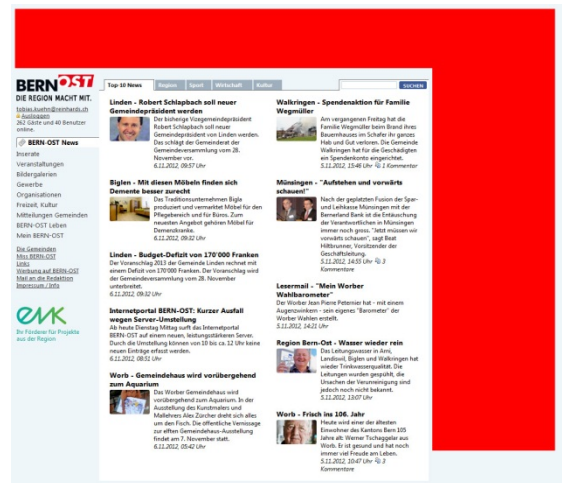 BERN-OST
DIE REGION MACHT MIT.
tobias.kuehn@reinhards.ch
Ausloggen
262 Gäste und 40 Benutzer
online.
BERN-OST News
Inserate
Veranstaltungen
Bildergalerien
Gewerbe
Organisationen
Freizeit, Kultur
Mitteilungen Gemeinden
BERN-OST Leben
Mein BERN-OST
Die Gemeinden
Miss BERN-OST
Links
Werbung auf BERN-OST
Mail an die Redaktion
Impressum / Info
Ihr Förderer für Projekte
aus der Region
Top-10 News Region Sport Wirtschaft Kultur
SUCHEN
Linden - Robert Schlapbach soll neuer
Gemeindepräsident werden
Der bisherige Vizegemeindepräsident
Robert Schlapbach soll neuer
Gemeindepräsident von Linden werden.
Das schlägt der Gemeinderat der
Gemeindeversammlung vom 28.
November vor.
6.11.2012, 09:57 Uhr
Biglen - Mit diesen Möbeln finden sich
Demente besser zurecht
Das Traditionsunternehmen Bigla
produziert und vermarktet Möbel für den
Pflegebereich und für Büros. Zum
neuesten Angebot gehören Möbel für
Demenzkranke.
6.11.2012, 09:32 Uhr
Linden - Budget-Defizit von 170'000 Franken
Der Voranschlag 2013 der Gemeinde Linden rechnet mit
einem Defizit von 170'000 Franken. Der Voranschlag wird
der Gemeindeversammlung vom 28. November
unterbreitet.
6.11.2012, 09:32 Uhr
Internetportal BERN-OST: Kurzer Ausfall
wegen Server-Umstellung
Ab heute Dienstag Mittag surft das Internetportal
BERN-OST auf einem neuen, leistungsstärkeren Server.
Durch die Umstellung können von 10 bis ca. 12 Uhr keine
neuen Einträge erfasst werden.
6.11.2012, 08:51 Uhr
Worb - Gemeindehaus wird vorübergehend
zum Aquarium
Das Worber Gemeindehaus wird
vorübergehend zum Aquarium. In der
Ausstellung des Kunstmalers und
Mallehrers Alex Zürcher dreht sich alles
um den Fisch. Die öffentliche Vernissage
zur elften Gemeindehaus-Ausstellung
findet am 7. November statt.
6.11.2012, 05:42 Uhr
Walkringen - Spendenaktion für Familie
Wegmüller
Am vergangenen Freitag hat die
Familie Wegmüller beim Brand ihres
Bauernhauses im Schafer ihr ganzes
Hab und Gut verloren. Die Gemeinde
Walkringen hat für die Geschädigten
ein Spendenkonto eingerichtet.
5.11.2012, 15:46 Uhr 1 Kommentar
Münsingen - "Aufstehen und vorwärts
schauen!"
Nach der geplatzten Fusion der Spar-
und Leihkasse Münsingen mit der
Bernerland Bank ist die Enttäuschung
der Verantwortlichen in Münsingen
immer noch gross. "Jetzt müssen wir
vorwärts schauen", sagt Beat
Hiltbrunner, Vorsitzender der
Geschäftsleitung.
5.11.2012, 14:55 Uhr 3
Kommentare
Lesermail - "Mein Worber
Wahlbarometer"
Der Worber Jean Pierre Peternier hat - mit einem
Augenzwinkern - sein eigenes "Barometer" der
Worber Wahlen erstellt.
5.11.2012, 14:21 Uhr
Region Bern-Ost - Wasser wieder rein
Das Leitungswasser in Arni,
Landiswil, Biglen und Walkringen hat
wieder Trinkwasserqualität. Die
Leitungen wurden gespühlt, die
Ursachen der Verunreinigung sind
jedoch noch nicht bekannt.
5.11.2012, 13:07 Uhr
Worb - Frisch ins 106. Jahr
Heute wird einer der ältesten
Einwohner des Kantons Bern 105
Jahre alt: Werner Tschaggelar aus
Worb. Er ist gesund und hat noch
immer viel Freude am Leben.
5.11.2012, 10:47 Uhr 3
Kommentare